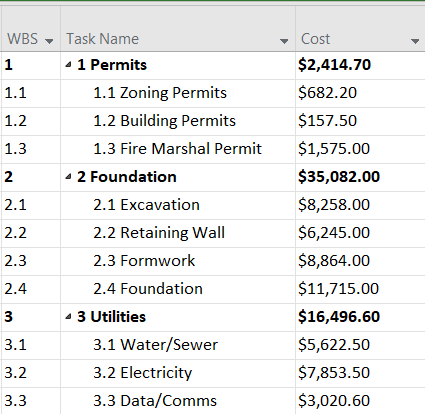 WBS Task Name Cost
1 1 Permits $2,414.70
1.1 1.1 Zoning Permits $682.20
1.2 1.2 Building Permits $157.50
1.3 1.3 Fire Marshal Permit $1,575.00
2 2 Foundation $35,082.00
2.1 2.1 Excavation $8,258.00
2.2 2.2 Retaining Wall $6,245.00
2.3 2.3 Formwork $8,864.00
2.4 2.4 Foundation $11,715.00
3 3 Utilities $16,496.60
3.1 3.1 Water/Sewer $5,622.50
3.2 3.2 Electricity $7,853.50
3.3 3.3 Data/Comms $3,020.60